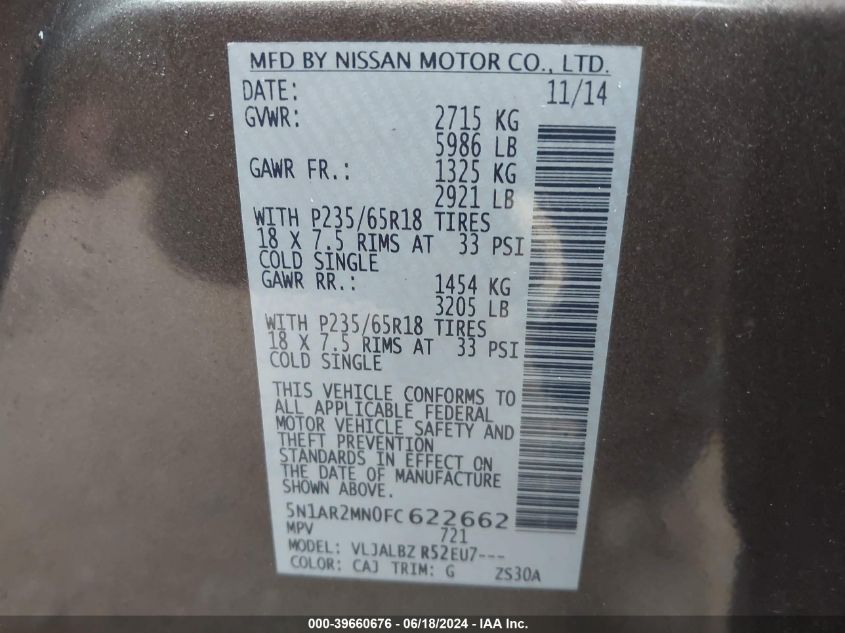 MFD BY NISSAN MOTOR CO., LTD.
DATE: 11/14
GVWR: 2715 KG
5986 LB
GAWR FR.: 1325 KG
2921 LB
WITH P235/65R18 TIRES
18 X 7.5 RIMS AT 33 PSI
COLD SINGLE
GAWR RR.: 1454 KG
3205 LB
WITH P235/65R18 TIRES
18 X 7.5 RIMS AT 33 PSI
COLD SINGLE
THIS VEHICLE CONFORMS TO
ALL APPLICABLE FEDERAL
MOTOR VEHICLE SAFETY AND
THEFT PREVENTION
STANDARDS IN EFFECT ON
THE DATE OF MANUFACTURE
SHOWN ABOVE.
5N1AR2MN0FC622662
MPV 721
MODEL: VLJALBZ R52EU7---
COLOR: CAJ TRIM: G ZS30A
000-39660676 - 06/18/2024 - IAA Inc.